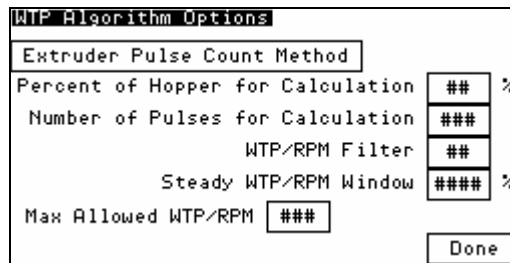 WTP Algorithm Options
Extruder Pulse Count Method
Percent of Hopper for Calculation ## %
Number of Pulses for Calculation ###
WTP/RPM Filter ##
Steady WTP/RPM Window #### %
Max Allowed WTP/RPM ###
Done